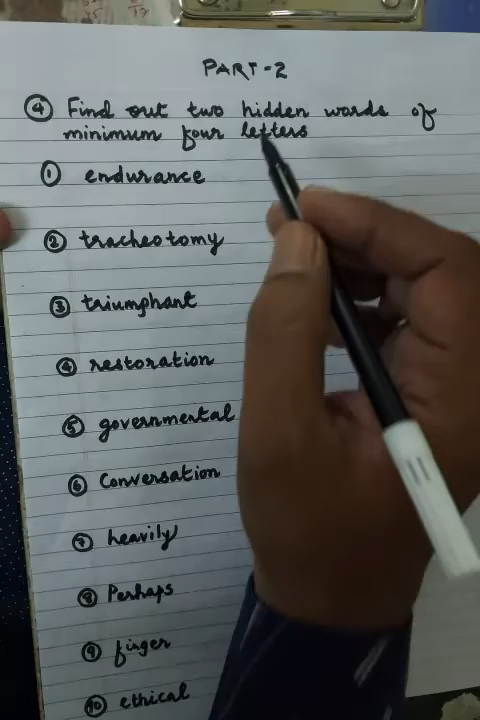 PART-2
④ Find out two hidden words of
minimum four letters
① endurance
② tracheotomy
③ triumphant
④ restoration
⑤ governmental
⑥ Conversation
⑦ heavily
⑧ Perhaps
⑨ finger
⑩ ethical